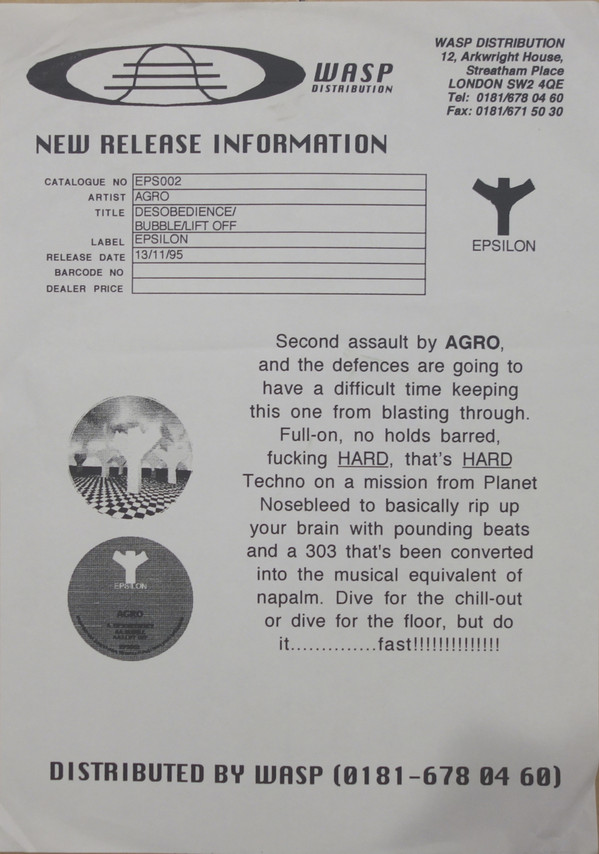 WASP
DISTRIBUTION
WASP DISTRIBUTION
12, Arkwright House,
Streatham Place
LONDON SW2 4QE
Tel: 0181/678 04 60
Fax: 0181/671 50 30
NEW RELEASE INFORMATION
CATALOGUE NO EPS002
ARTIST AGRO
TITLE DESOBEDIENCE/
BUBBLE/LIFT OFF
LABEL EPSILON
RELEASE DATE 13/11/95
BARCODE NO
DEALER PRICE
EPSILON
Second assault by AGRO,
and the defences are going to
have a difficult time keeping
this one from blasting through.
Full-on, no holds barred,
fucking HARD, that's HARD
Techno on a mission from Planet
Nosebleed to basically rip up
your brain with pounding beats
and a 303 that's been converted
into the musical equivalent of
napalm. Dive for the chill-out
or dive for the floor, but do
it..............fast!!!!!!!!!!!!!!!
EPSILON
AGRO
DISTRIBUTED BY WASP (0181-678 04 60)